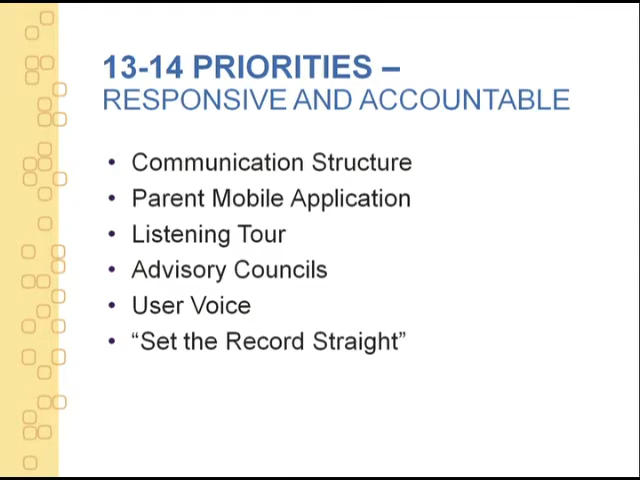 13-14 PRIORITIES –
RESPONSIVE AND ACCOUNTABLE
• Communication Structure
• Parent Mobile Application
• Listening Tour
• Advisory Councils
• User Voice
• “Set the Record Straight”